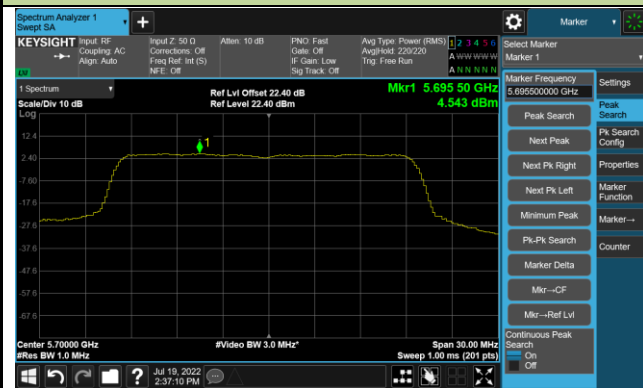 Spectrum Analyzer 1
Swept SA
Marker
KEYSIGHT
Input: RF
Coupling: AC
Align: Auto
Input Z: 50 Ω
Corrections: Off
Freq Ref: Int (S)
NFE: Off
Atten: 10 dB
PNO: Fast
Gate: Off
IF Gain: Low
Sig Track: Off
Avg Type: Power (RMS)
Avg|Hold: 220/220
Trig: Free Run
1 2 3 4 5 6
A W W W W W
A N N N N N
LXI
Select Marker
Marker 1
1 Spectrum
Scale/Div 10 dB
Log
Ref Lvl Offset 22.40 dB
Ref Level 22.40 dBm
Mkr1 5.695 50 GHz
4.543 dBm
12.4
2.40
-7.60
-17.6
-27.6
-37.6
-47.6
-57.6
-67.6
1
Center 5.70000 GHz
#Res BW 1.0 MHz
#Video BW 3.0 MHz*
Span 30.00 MHz
Sweep 1.00 ms (201 pts)
Marker Frequency
5.695500000 GHz
Peak Search
Next Peak
Next Pk Right
Next Pk Left
Minimum Peak
Pk-Pk Search
Marker Delta
Mkr→CF
Mkr→Ref Lvl
Continuous Peak
Search
On
Off
Settings
Peak
Search
Pk Search
Config
Properties
Marker
Function
Marker→
Counter
?
Jul 19, 2022
2:37:10 PM